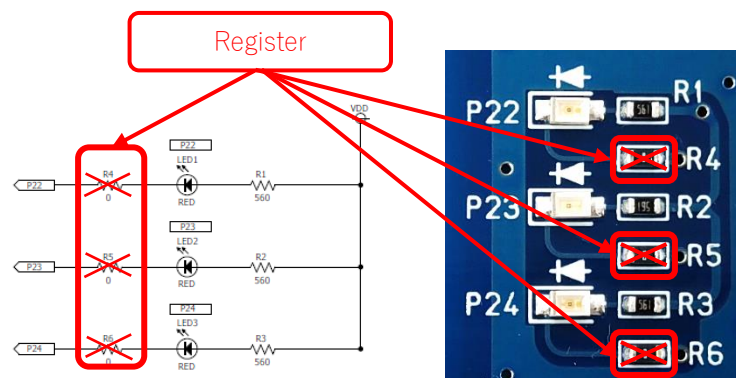 Register
VDD
P22
LED1
R4
R1
P22
0
RED
560
P23
LED2
R5
R2
P23
0
RED
560
P24
LED3
R6
R3
P24
0
RED
560
P22
561
R1
R4
P23
R2
R5
P24
561
R3
R6